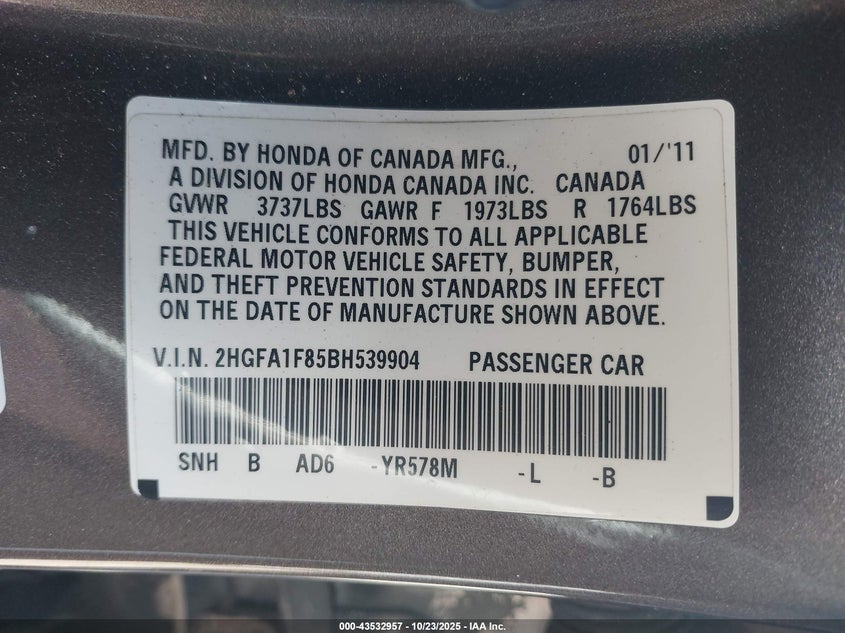 MFD. BY HONDA OF CANADA MFG., 01/'11
A DIVISION OF HONDA CANADA INC. CANADA
GVWR 3737LBS GAWR F 1973LBS R 1764LBS
THIS VEHICLE CONFORMS TO ALL APPLICABLE
FEDERAL MOTOR VEHICLE SAFETY, BUMPER,
AND THEFT PREVENTION STANDARDS IN EFFECT
ON THE DATE OF MANUFACTURE SHOWN ABOVE.
V.I.N. 2HGFA1F85BH539904 PASSENGER CAR
SNH B AD6 -YR578M -L -B
000-43532957 - 10/23/2025 - IAA Inc.